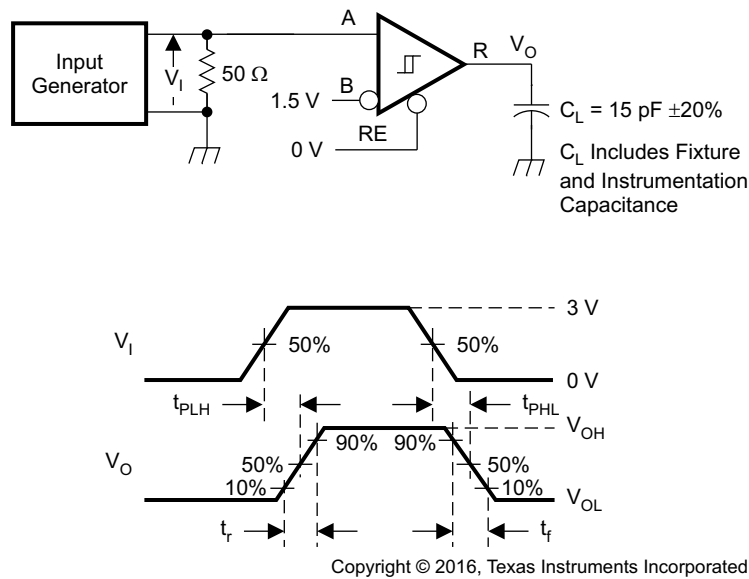 Input
Generator
V_I
50 Ω
A
B
1.5 V
0 V
RE
R
V_O
C_L = 15 pF ±20%
C_L Includes Fixture
and Instrumentation
Capacitance
V_I
50%
50%
3 V
0 V
t_PLH
t_PHL
V_OH
90%
90%
V_O
50%
50%
10%
10%
V_OL
t_r
t_f
Copyright © 2016, Texas Instruments Incorporated